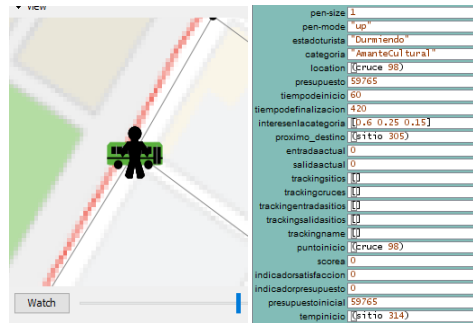 view
Watch
pen-size 1
pen-mode "up"
estadoturista "Durmiendo"
categoria "AmanteCultural"
location (cruce 98)
presupuesto 59765
tiempodeinicio 60
tiempodefinalizacion 420
interesenlacategoria [0.6 0.25 0.15]
proximo_destino (sitio 305)
entradaactual 0
salidaactual 0
trackingsitios []
trackingcruces []
trackingentradasitios []
trackingsalidasitios []
trackingname []
puntoinicio (cruce 98)
scorea 0
indicadorsatisfaccion 0
indicadorpresupuesto 0
presupuestoinicial 59765
tempinicio (sitio 314)